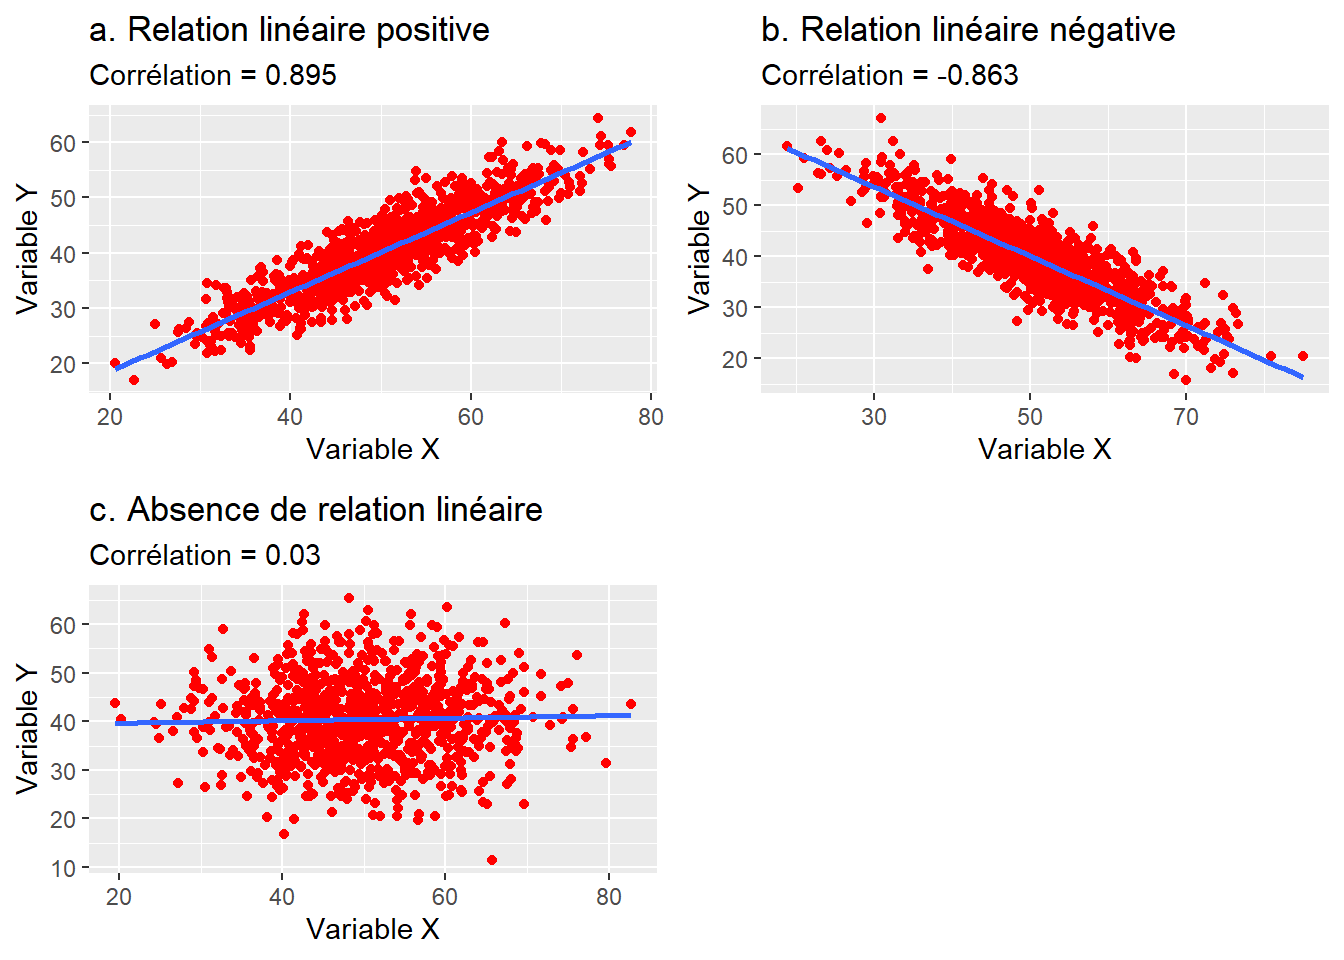 a. Relation linéaire positive
Corrélation = 0.895
60
50
40
30
20
Variable Y
20 40 60 80
Variable X
b. Relation linéaire négative
Corrélation = -0.863
60
50
40
30
20
Variable Y
30 50 70
Variable X
c. Absence de relation linéaire
Corrélation = 0.03
60
50
40
30
20
10
Variable Y
20 40 60 80
Variable X